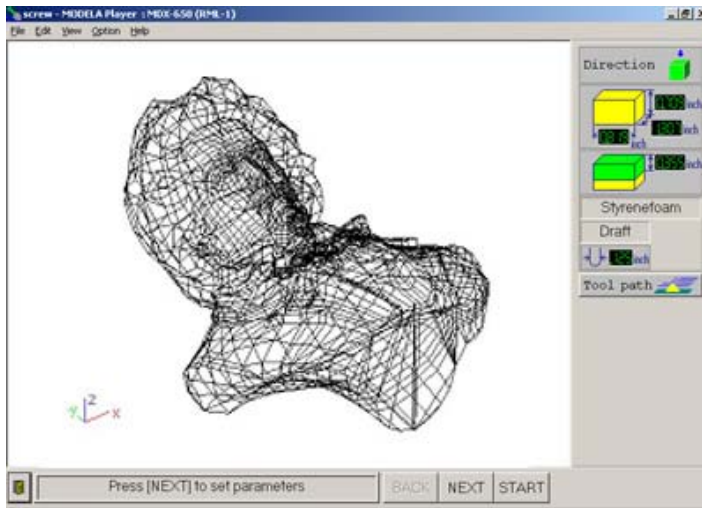 screw - MODELA Player : MDX-650 (RML-1)
File Edit View Option Help
Direction
inch
inch
inch
inch
Styrenefoam
Draft
inch
Tool path
Z
Y
X
Press [NEXT] to set parameters
BACK NEXT START